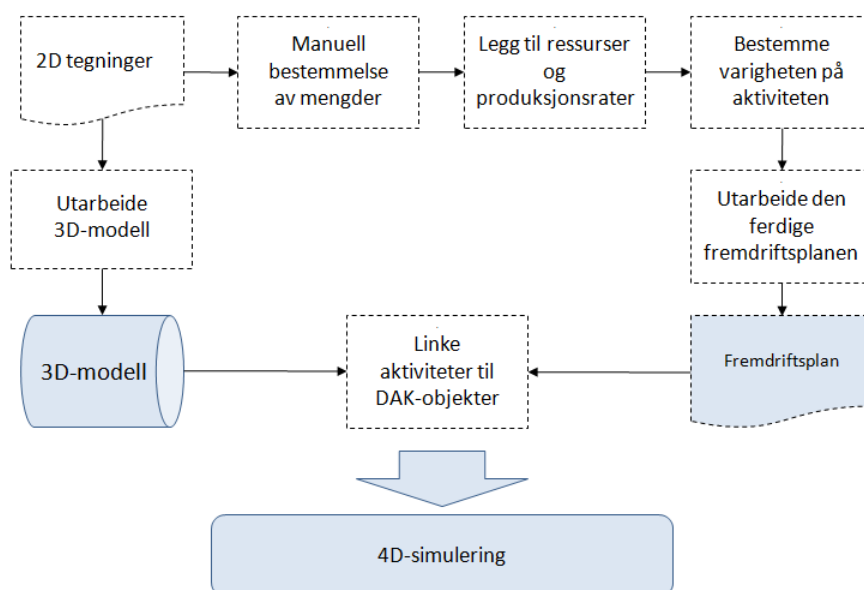 2D tegninger
Manuell
bestemmelse
av mengder
Legg til ressurser
og
produksjonsrater
Bestemme
varigheten på
aktiviteten
Utarbeide
3D-modell
Utarbeide den
ferdige
fremdriftsplanen
3D-modell
Linke
aktiviteter til
DAK-objekter
Fremdriftsplan
4D-simulering